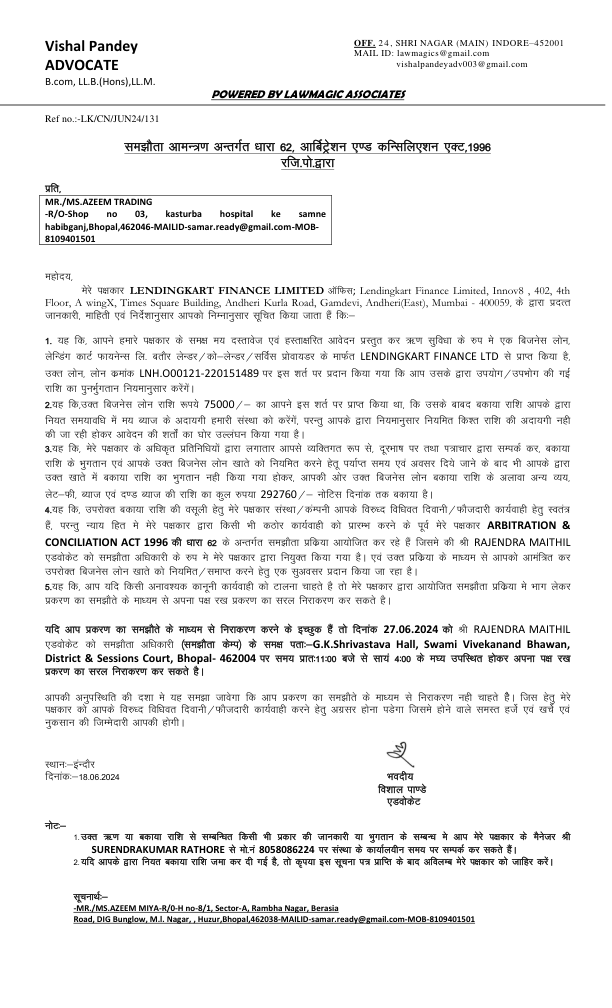 Vishal Pandey
ADVOCATE
B.com, LL.B.(Hons),LL.M.
OFF. 24, SHRI NAGAR (MAIN) INDORE–452001
MAIL ID: lawmagics@gmail.com
vishalpandeyadv003@gmail.com
POWERED BY LAWMAGIC ASSOCIATES
Ref no.:-LK/CN/JUN24/131
समझौता आमन्त्रण अन्तर्गत धारा 62, आर्बिट्रेशन एण्ड कन्सिलिएशन एक्ट,1996
रजि.पो.द्वारा
प्रति,
MR./MS.AZEEM TRADING
-R/O-Shop no 03, kasturba hospital ke samne
habibganj,Bhopal,462046-MAILID-samar.ready@gmail.com-MOB-
8109401501
महोदय,
मेरे पक्षकार LENDINGKART FINANCE LIMITED ऑफिस; Lendingkart Finance Limited, Innov8 , 402, 4th
Floor, A wingX, Times Square Building, Andheri Kurla Road, Gamdevi, Andheri(East), Mumbai - 400059, के द्वारा प्रदत्त
जानकारी, माहिती एवं निर्देशानुसार आपको निम्नानुसार सूचित किया जाता हैं कि:–
1. यह कि, आपने हमारे पक्षकार के समक्ष मय दस्तावेज एवं हस्ताक्षरित आवेदन प्रस्तुत कर ऋण सुविधा के रुप मे एक बिजनेस लोन,
लेन्डिंग कार्ट फायनेन्स लि. बतौर लेन्डर/को–लेन्डर/सर्विस प्रोवायडर के मार्फत LENDINGKART FINANCE LTD से प्राप्त किया है,
उक्त लोन, लोन क्रमांक LNH.O00121-220151489 पर इस शर्त पर प्रदान किया गया कि आप उसके द्वारा उपयोग/उपभोग की गई
राशि का पुनर्मुगतान नियमानुसार करेंगें।
2.यह कि,उक्त बिजनेस लोन राशि रूपये 75000/– का आपने इस शर्त पर प्राप्त किया था, कि उसके बादद बकाया राशि आपके द्वारा
नियत समयावधि में मय ब्याज के अदायगी हमारी संस्था को करेंगें, परन्तु आपके द्वारा नियमानुसार नियमित किश्त राशि की अदायगी नही
की जा रही होकर आवेदन की शर्तों का घोर उल्लंघन किया गया है।
3.यह कि, मेरे पक्षकार के अधिकृत प्रतिनिधियों द्वारा लगातार आपसे व्यक्तिगत रूप से, दूरभाष पर तथा पत्राचार द्वारा सम्पर्क कर, बकाया
राशि के भुगतान एवं आपके उक्त बिजनेस लोन खाते को नियमित करने हेतू पर्याप्त समय एवं अवसर दिये जाने के बाद भी आपके द्वारा
उक्त खाते में बकाया राशि का भुगतान नही किया गया होकर, आपकी ओर उक्त बिजनेस लोन बकाया राशि के अलावा अन्य व्यय,
लेट–फी, ब्याज एवं दण्ड ब्याज की राशि का कुल रुपया 292760/– नोटिस दिनांक तक बकाया है।
4.यह कि, उपरोक्त बकाया राशि की वसूली हेतु मेरे पक्षकार संस्था/कंम्पनी आपके विरुध्द विधिवत दिवानी/फौजदारी कार्यवाही हेतु स्वतंत्र
हैं, परन्तु न्याय हित मे मेरे पक्षकार द्वारा किसी भी कठोर कार्यवाही को प्रारम्भ करने के पूर्व मेरे पक्षकार ARBITRATION &
CONCILIATION ACT 1996 की धारा 62 के अन्तर्गत समझौता प्रक्रिया आयोजित कर रहे हैं जिसमे की श्री RAJENDRA MAITHIL
एडवोकेट को समझौता अधिकारी के रुप मे मेरे पक्षकार द्वारा नियुक्त किया गया है। एवं उक्त प्रक्रिया के माध्यम से आपको आमंत्रित कर
उपरोक्त बिजनेस लोन खाते को नियमित/समाप्त करने हेतु एक सुअवसर प्रदान किया जा रहा है।
5.यह कि, आप यदि किसी अनावश्यक कानूनी कार्यवाही को टालना चाहते है तो मेरे पक्षकार द्वारा आयोजित समझौता प्रक्रिया मे भाग लेकर
प्रकरण का समझौते के माध्यम से अपना पक्ष रख प्रकरण का सरल निराकरण कर सकते है।
यदि आप प्रकरण का समझौते के माध्यम से निराकरण करने के इच्छुक हैं तो दिनांक 27.06.2024 को श्री RAJENDRA MAITHIL
एडवोकेट को समझौता अधिकारी (समझौता केम्प) के समक्ष पताः–G.K.Shrivastava Hall, Swami Vivekanand Bhawan,
District & Sessions Court, Bhopal- 462004 पर समय प्रातः11:00 बजे से सायं 4:00 के मध्य उपस्थित होकर अपना पक्ष रख
प्रकरण का सरल निराकरण कर सकते है।
आपकी अनुपस्थिति की दशा मे यह समझा जावेगा कि आप प्रकरण का समझौते के माध्यम से निराकरण नही चाहते हैै। जिस हेतु मेरे
पक्षकार को आपके विरुध्द विधिवत दिवानी/फौजदारी कार्यवाही करने हेतु अग्रसर होना पडेगा जिसमे होने वाले समस्त हर्जे एवं खर्चे एवं
नुकसान की जिम्मेदारी आपकी होगी।
स्थानः–इंन्दौर
दिनांकः–18.06.2024
भवदीय
विशाल पाण्डे
एडवोकेट
नोटः–
1.उक्त ऋण या बकाया राशि से सम्बन्धित किसी भी प्रकार की जानकारी या भुगतान के सम्बन्ध मे आप मेरे पक्षकार के मैनेजर श्री
SURENDRAKUMAR RATHORE से मो.नं 8058086224 पर संस्था के कार्यालयीन समय पर सम्पर्क कर सकते हैं।
2.यदि आपके द्वारा नियत बकाया राशि जमा कर दी गई है, तो कृपया इस सूचना पत्र प्राप्ति के बाद अविलम्ब मेरे पक्षकार को जाहिर करें।
सूचनार्थः–
-MR./MS.AZEEM MIYA-R/0-H no-8/1, Sector-A, Rambha Nagar, Berasia
Road, DIG Bunglow, M.l. Nagar, , Huzur,Bhopal,462038-MAILID-samar.ready@gmail.com-MOB-8109401501